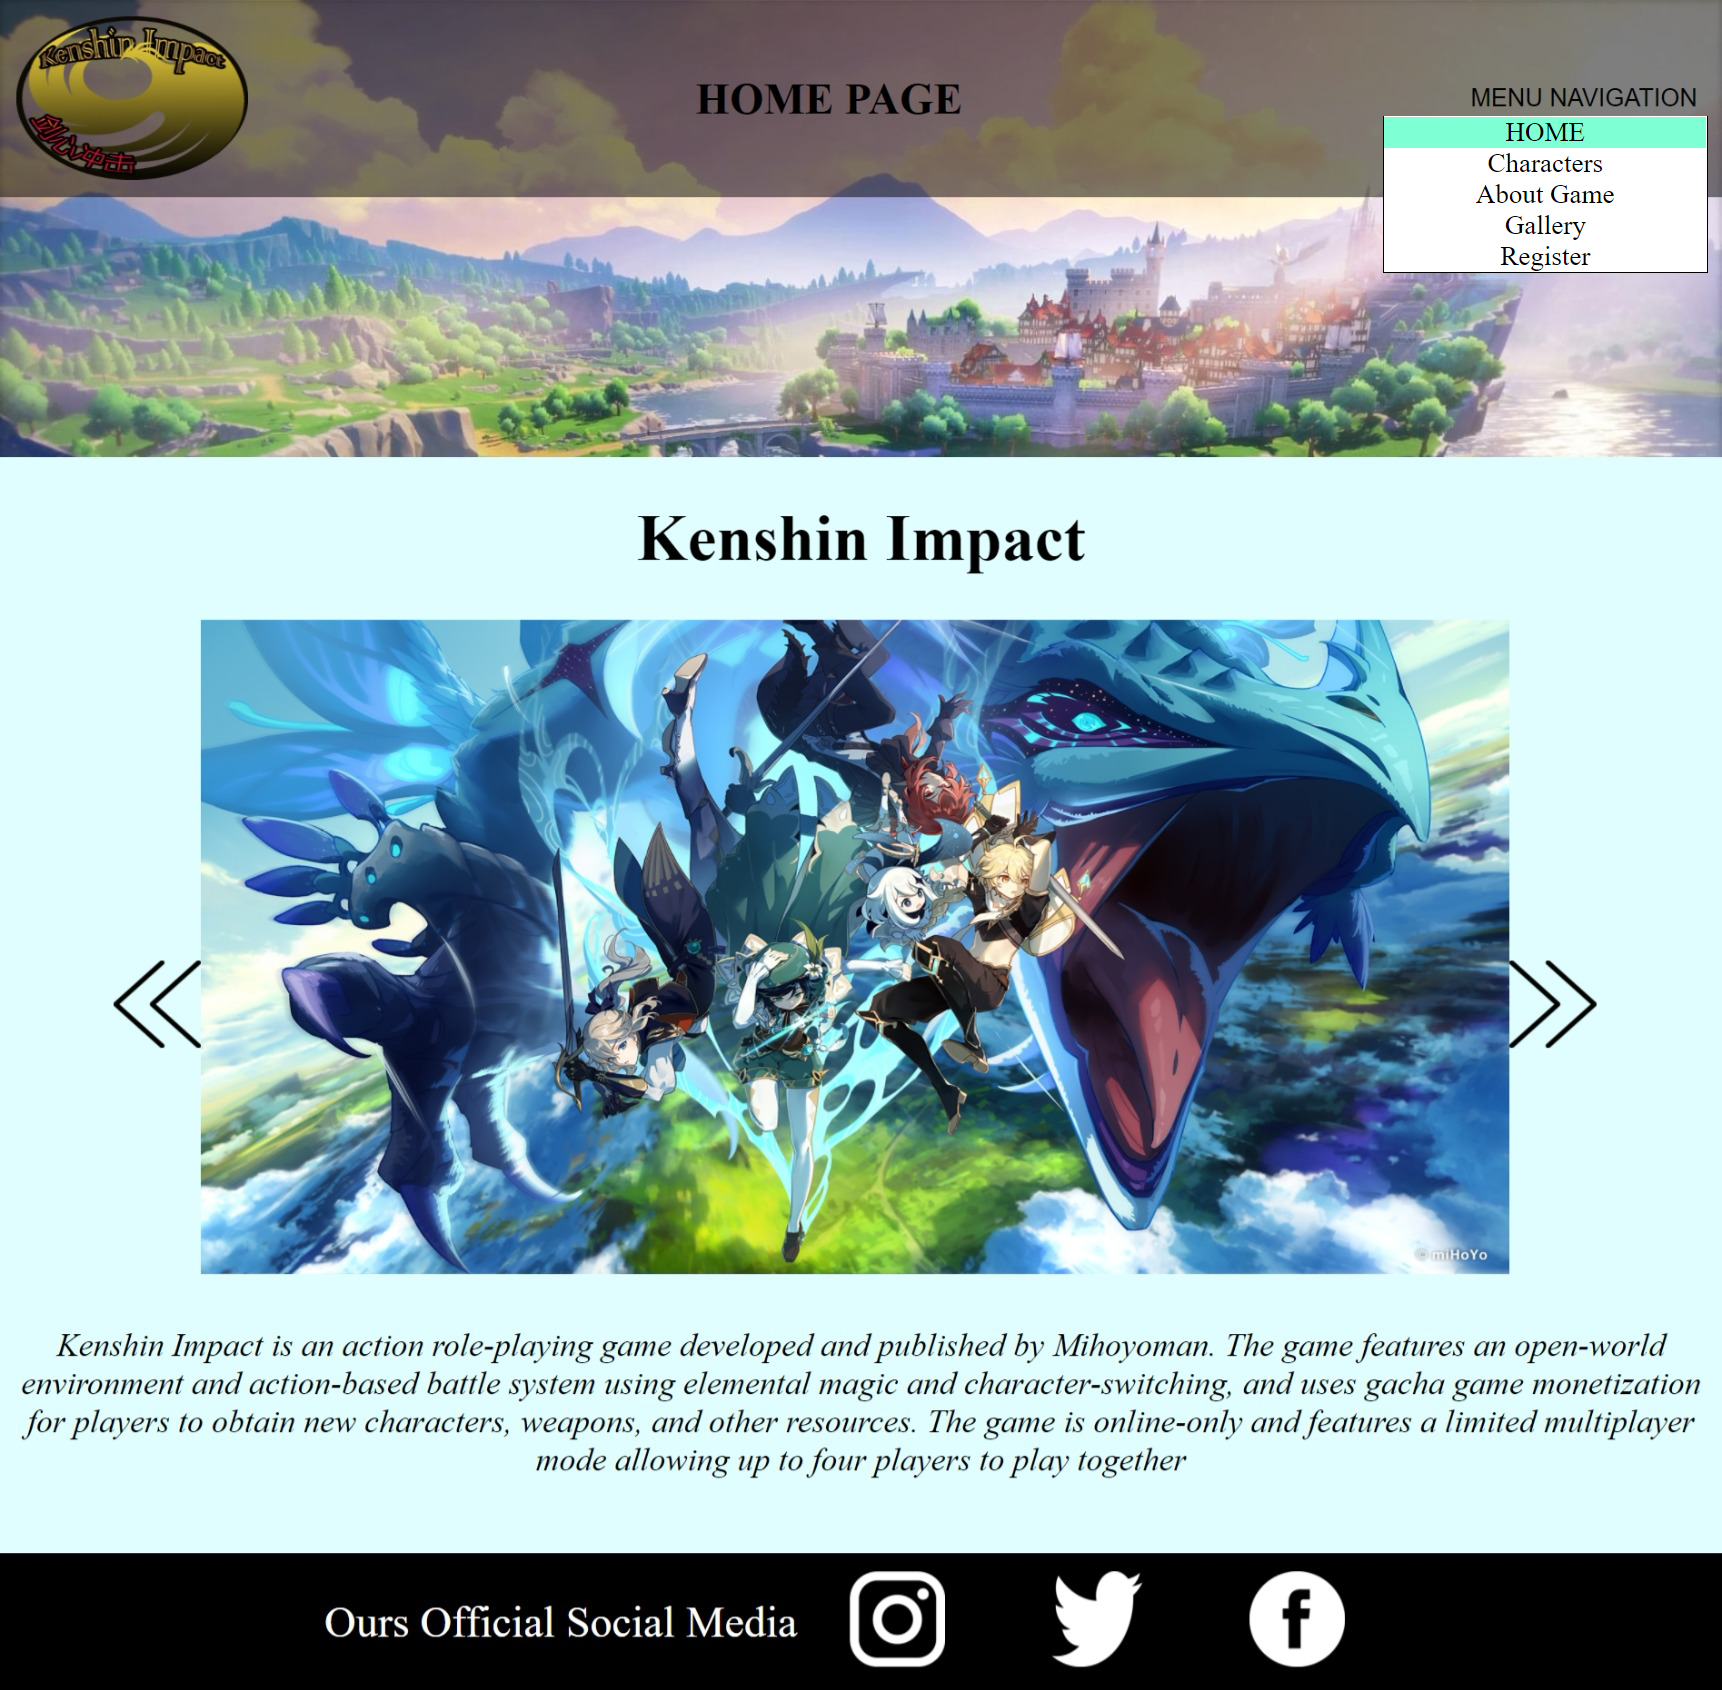 Kenshin Impact
剑心冲击
HOME PAGE
MENU NAVIGATION
HOME
Characters
About Game
Gallery
Register
Kenshin Impact
© miHoYo
Kenshin Impact is an action role-playing game developed and published by Mihoyoman. The game features an open-world
environment and action-based battle system using elemental magic and character-switching, and uses gacha game monetization
for players to obtain new characters, weapons, and other resources. The game is online-only and features a limited multiplayer
mode allowing up to four players to play together
Ours Official Social Media